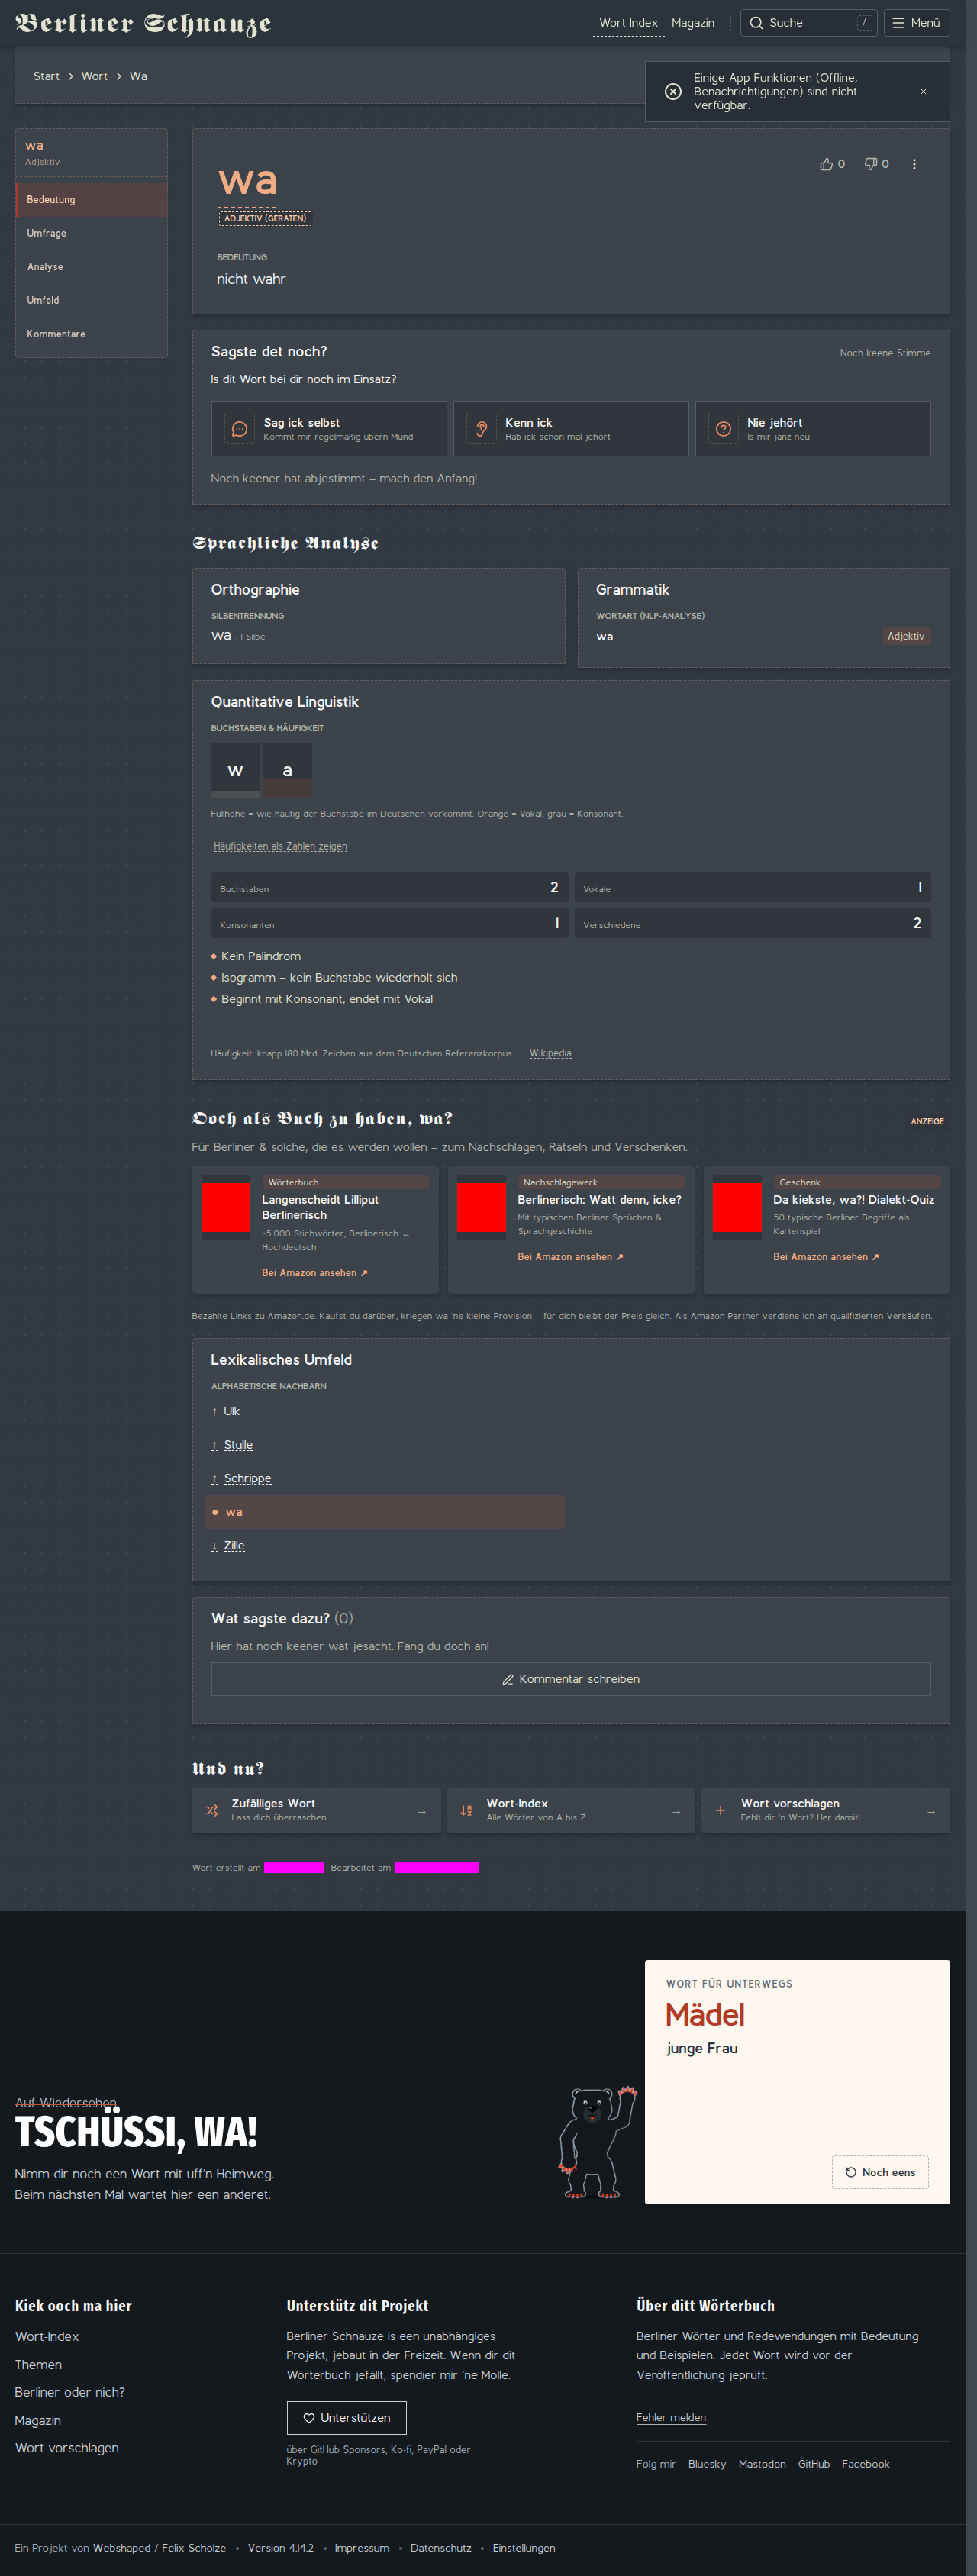 Berliner Schnauze
Wort Index Magazin Suche / Menü
Start Wort Wa
Einige App-Funktionen (Offline,
Benachrichtigungen) sind nicht
verfügbar.
wa
Adjektiv
Bedeutung
Umfrage
Analyse
Umfeld
Kommentare
wa
0 0
ADJEKTIV (GERATEN)
BEDEUTUNG
nicht wahr
Sagste det noch?
Noch keene Stimme
Is dit Wort bei dir noch im Einsatz?
Sag ick selbst
Kommt mir regelmäßig übern Mund
Kenn ick
Hab ick schon mal jehört
Nie jehört
Is mir janz neu
Noch keener hat abjestimmt – mach den Anfang!
Sprachliche Analyse
Orthographie
SILBENTRENNUNG
wa · 1 Silbe
Grammatik
WORTART (NLP-ANALYSE)
wa Adjektiv
Quantitative Linguistik
BUCHSTABEN & HÄUFIGKEIT
w a
Füllhöhe = wie häufig der Buchstabe im Deutschen vorkommt. Orange = Vokal, grau = Konsonant.
Häufigkeiten als Zahlen zeigen
Buchstaben 2 Vokale 1
Konsonanten 1 Verschiedene 2
Kein Palindrom
Isogramm – kein Buchstabe wiederholt sich
Beginnt mit Konsonant, endet mit Vokal
Häufigkeit: knapp 180 Mrd. Zeichen aus dem Deutschen Referenzkorpus · Wikipedia
Ooch als Buch zu haben, wa?
ANZEIGE
Für Berliner & solche, die es werden wollen – zum Nachschlagen, Rätseln und Verschenken.
Wörterbuch
Langenscheidt Lilliput
Berlinerisch
~5.000 Stichwörter, Berlinerisch ↔
Hochdeutsch
Bei Amazon ansehen ↗
Nachschlagewerk
Berlinerisch: Watt denn, icke?
Mit typischen Berliner Sprüchen &
Sprachgeschichte
Bei Amazon ansehen ↗
Geschenk
Da kiekste, wa?! Dialekt-Quiz
50 typische Berliner Begriffe als
Kartenspiel
Bei Amazon ansehen ↗
Bezahlte Links zu Amazon.de. Kaufst du darüber, kriegen wa 'ne kleine Provision – für dich bleibt der Preis gleich. Als Amazon-Partner verdiene ich an qualifizierten Verkäufen.
Lexikalisches Umfeld
ALPHABETISCHE NACHBARN
↑ Ulk
↑ Stulle
↑ Schrippe
wa
↓ Zille
Wat sagste dazu? (0)
Hier hat noch keener wat jesacht. Fang du doch an!
Kommentar schreiben
Und nu?
Zufälliges Wort
Lass dich überraschen
→
Wort-Index
Alle Wörter von A bis Z
→
Wort vorschlagen
Fehlt dir 'n Wort? Her damit!
→
Wort erstellt am · Bearbeitet am
WORT FÜR UNTERWEGS
Mädel
junge Frau
Noch eens
Auf Wiedersehen
TSCHÜSSI, WA!
Nimm dir noch een Wort mit uff'n Heimweg.
Beim nächsten Mal wartet hier een anderet.
Kiek ooch ma hier
Wort-Index
Themen
Berliner oder nich?
Magazin
Wort vorschlagen
Unterstütz dit Projekt
Berliner Schnauze is een unabhängiges
Projekt, jebaut in der Freizeit. Wenn dir dit
Wörterbuch jefällt, spendier mir 'ne Molle.
Unterstützen
über GitHub Sponsors, Ko-fi, PayPal oder
Krypto
Über ditt Wörterbuch
Berliner Wörter und Redewendungen mit Bedeutung
und Beispielen. Jedet Wort wird vor der
Veröffentlichung jeprüft.
Fehler melden
Folg mir Bluesky Mastodon GitHub Facebook
Ein Projekt von Webshaped / Felix Scholze • Version 4.14.2 • Impressum • Datenschutz • Einstellungen